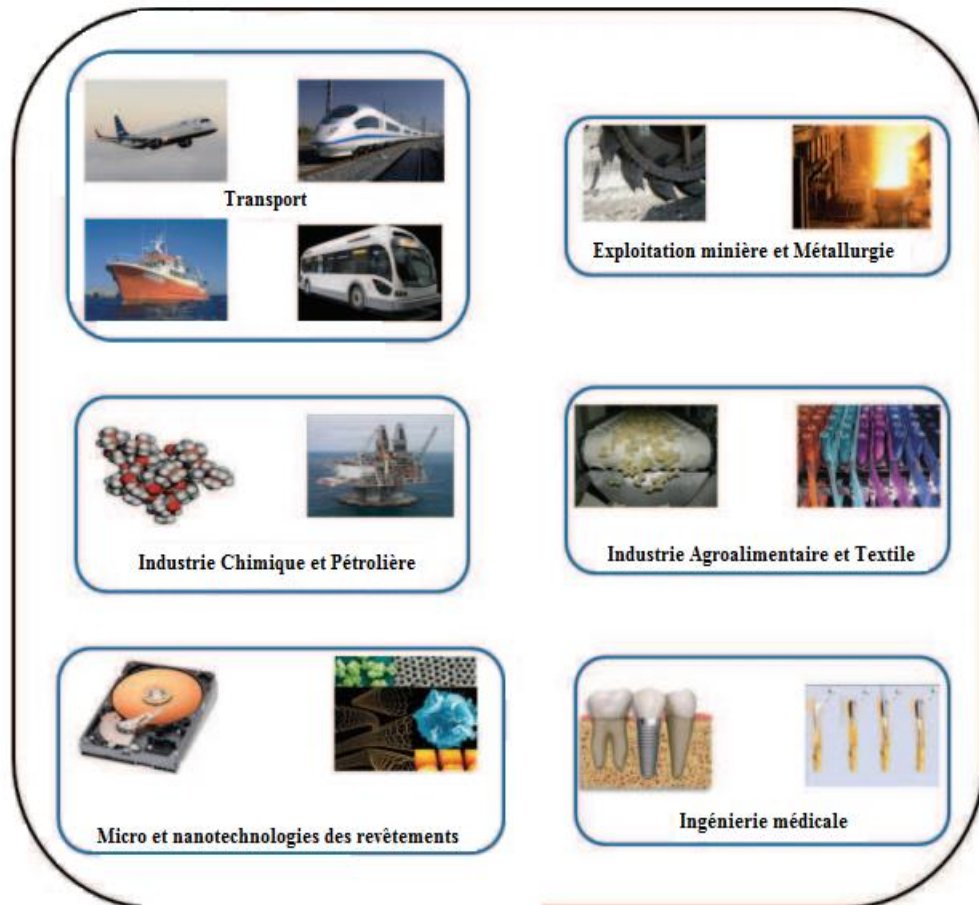 Transport
Exploitation minière et Métallurgie
Industrie Chimique et Pétrolière
Industrie Agroalimentaire et Textile
Micro et nanotechnologies des revêtements
Ingénierie médicale